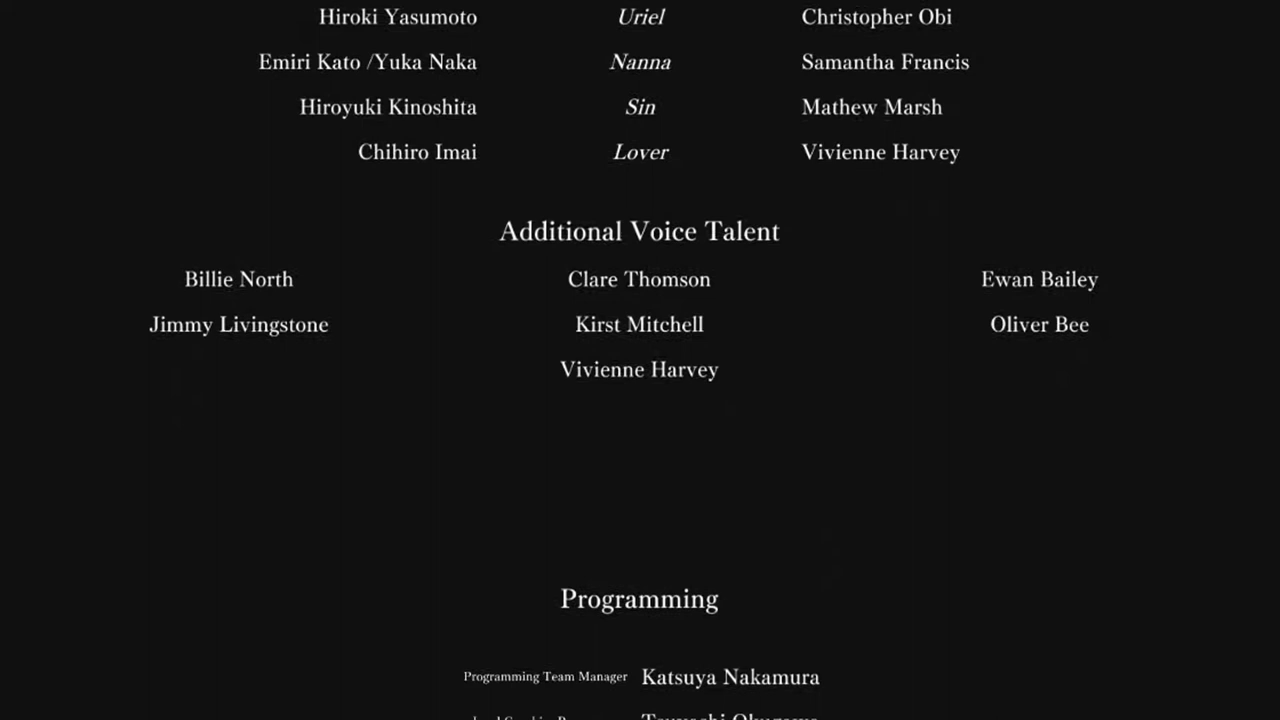 Hiroki Yasumoto Uriel Christopher Obi
Emiri Kato /Yuka Naka Nanna Samantha Francis
Hiroyuki Kinoshita Sin Mathew Marsh
Chihiro Imai Lover Vivienne Harvey
Additional Voice Talent
Billie North Clare Thomson Ewan Bailey
Jimmy Livingstone Kirst Mitchell Oliver Bee
Vivienne Harvey
Programming
Programming Team Manager Katsuya Nakamura